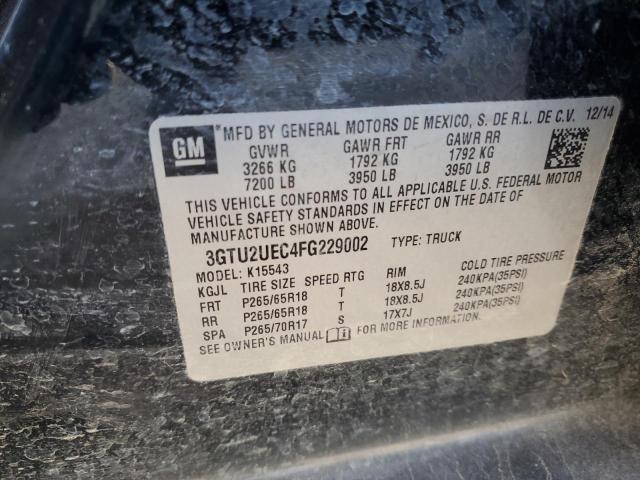 GM *MFD BY GENERAL MOTORS DE MEXICO, S. DE R.L. DE C.V. 12/14
GVWR GAWR FRT GAWR RR
3266 KG 1792 KG 1792 KG
7200 LB 3950 LB 3950 LB
THIS VEHICLE CONFORMS TO ALL APPLICABLE U.S. FEDERAL MOTOR
VEHICLE SAFETY STANDARDS IN EFFECT ON THE DATE OF
MANUFACTURE SHOWN ABOVE.
3GTU2UEC4FG229002 TYPE: TRUCK
MODEL: K15543
KGJL TIRE SIZE SPEED RTG RIM COLD TIRE PRESSURE
FRT P265/65R18 T 18X8.5J 240KPA(35PSI)
RR P265/65R18 T 18X8.5J 240KPA(35PSI)
SPA P265/70R17 S 17X7J 240KPA(35PSI)
SEE OWNER'S MANUAL FOR MORE INFORMATION.